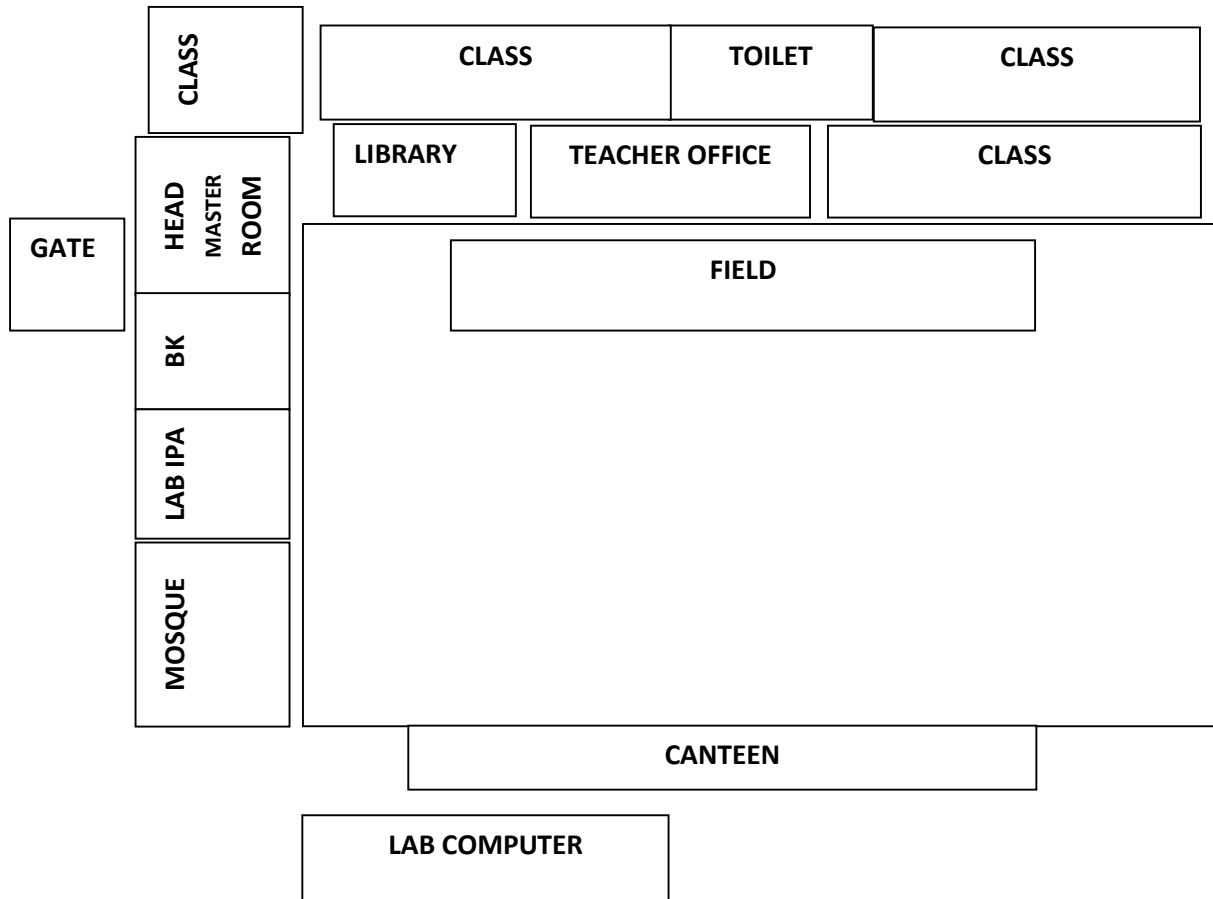 CLASS
CLASS
TOILET
CLASS
LIBRARY
TEACHER OFFICE
CLASS
HEAD
MASTER
ROOM
GATE
FIELD
BK
LAB IPA
MOSQUE
CANTEEN
LAB COMPUTER